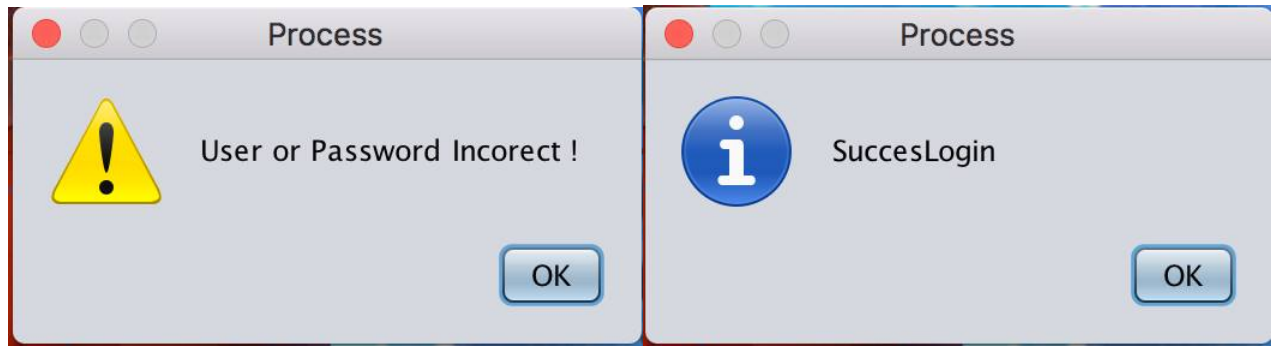 Process
User or Password Incorect !
OK
Process
SuccesLogin
OK